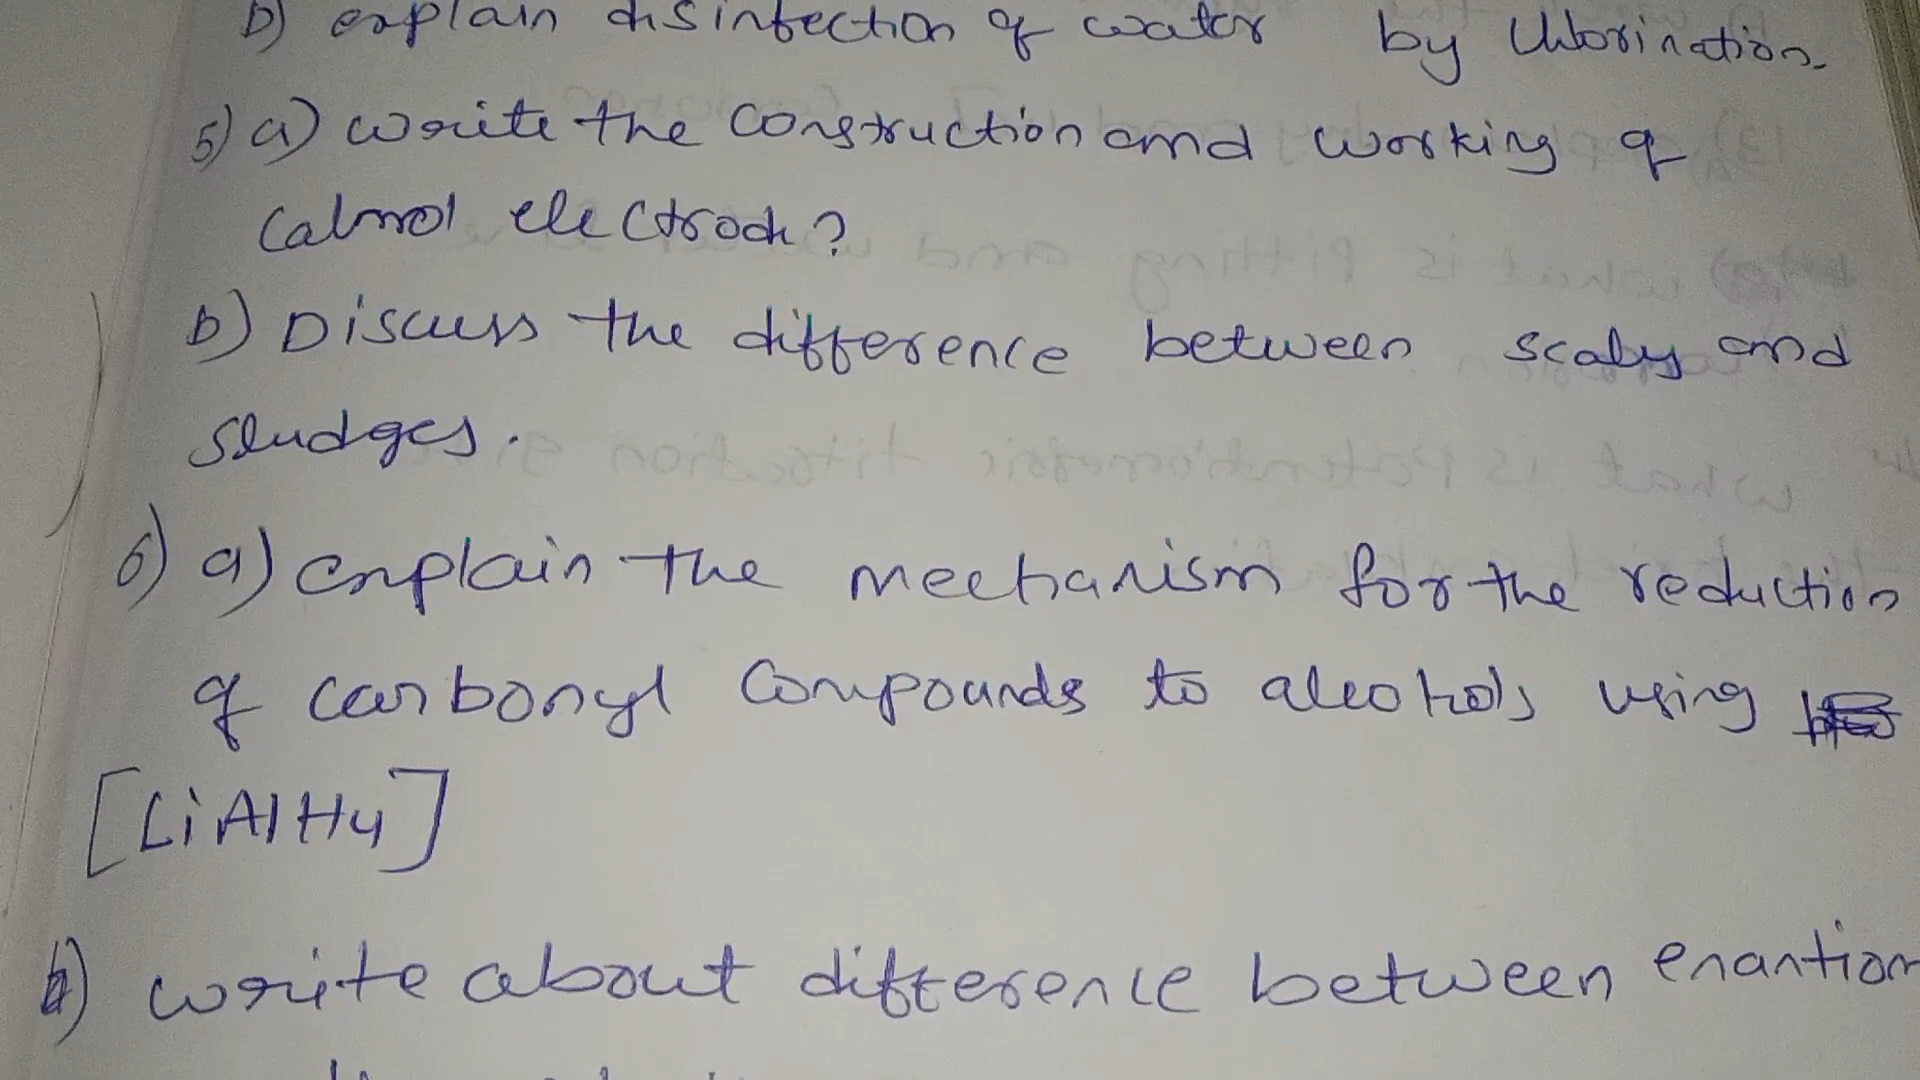 b) explain disinfection of water by Chlorination.
5) a) write the construction and working of
Calmol electrode?
b) Discuss the difference between scales and
sludges.
6) a) explain the mechanism for the reduction
of carbonyl Compounds to alcohols using
[LiAlH4]
b) write about difference between enantiom